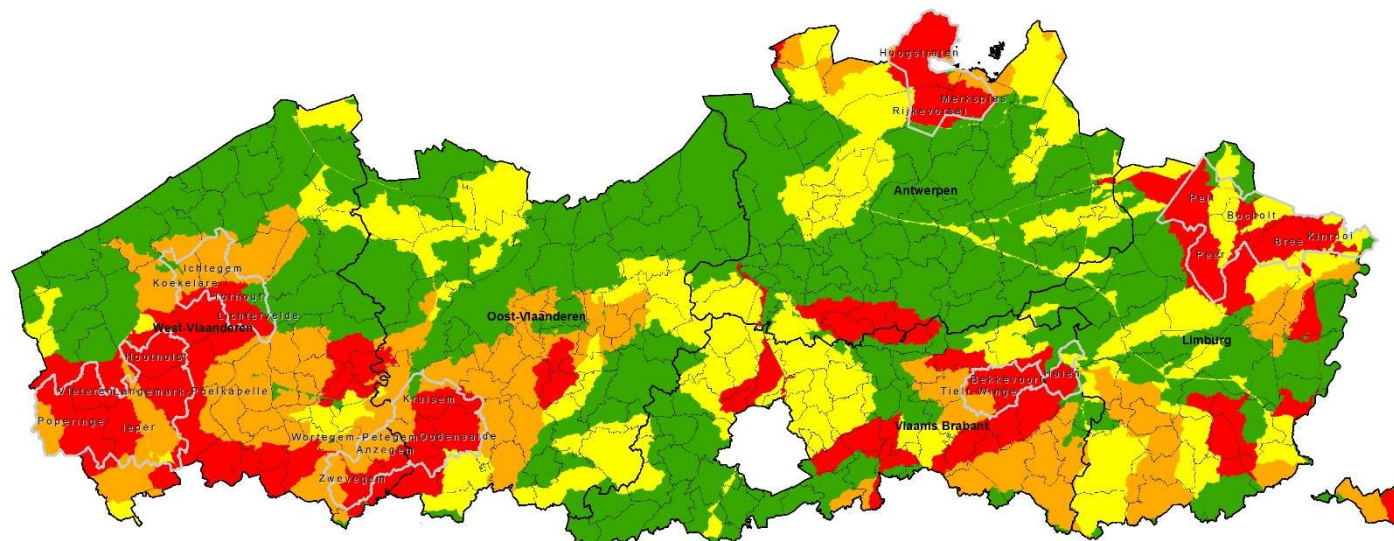 Hoogstraten
Merksplas
Rijkevorsel
Antwerpen
Pelt
Bocholt
Bree
Kinrooi
Peer
Ichtegem
Koekelare
Torhout
Lichtervelde
West-Vlaanderen
Oost-Vlaanderen
Limburg
Houthulst
Vleteren
Langemark-Poelkapelle
Poperinge
Ieper
Kruisem
Wortegem-Petegem
Oudenaarde
Anzegem
Zwevegem
Halen
Bekkevoort
Tielt-Winge
Vlaams Brabant